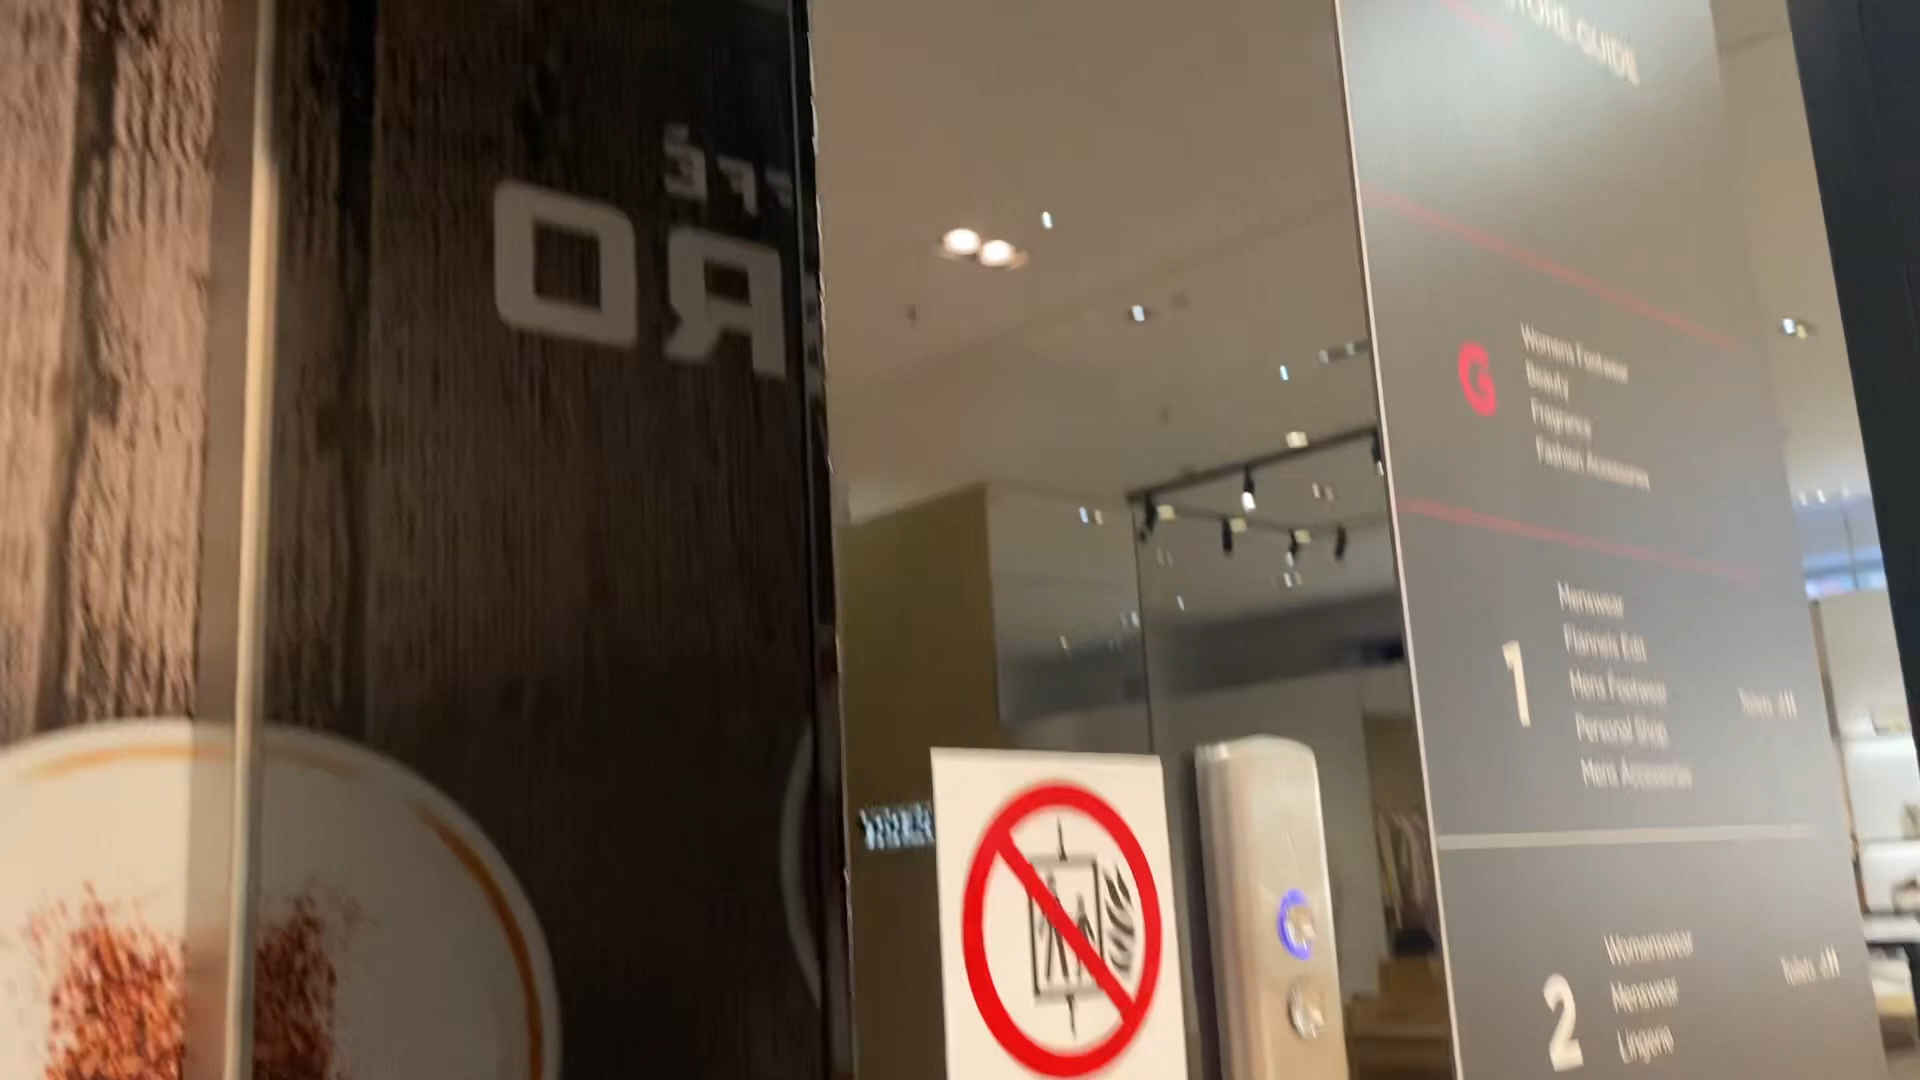 STORE GUIDE
G
Womens Footwear
Beauty
Fragrance
Fashion Accessories
1
Menswear
Flannels Edit
Mens Footwear
Personal Shop
Mens Accessories
Toilets
2
Womenswear
Menswear
Lingerie
Toilets
RO